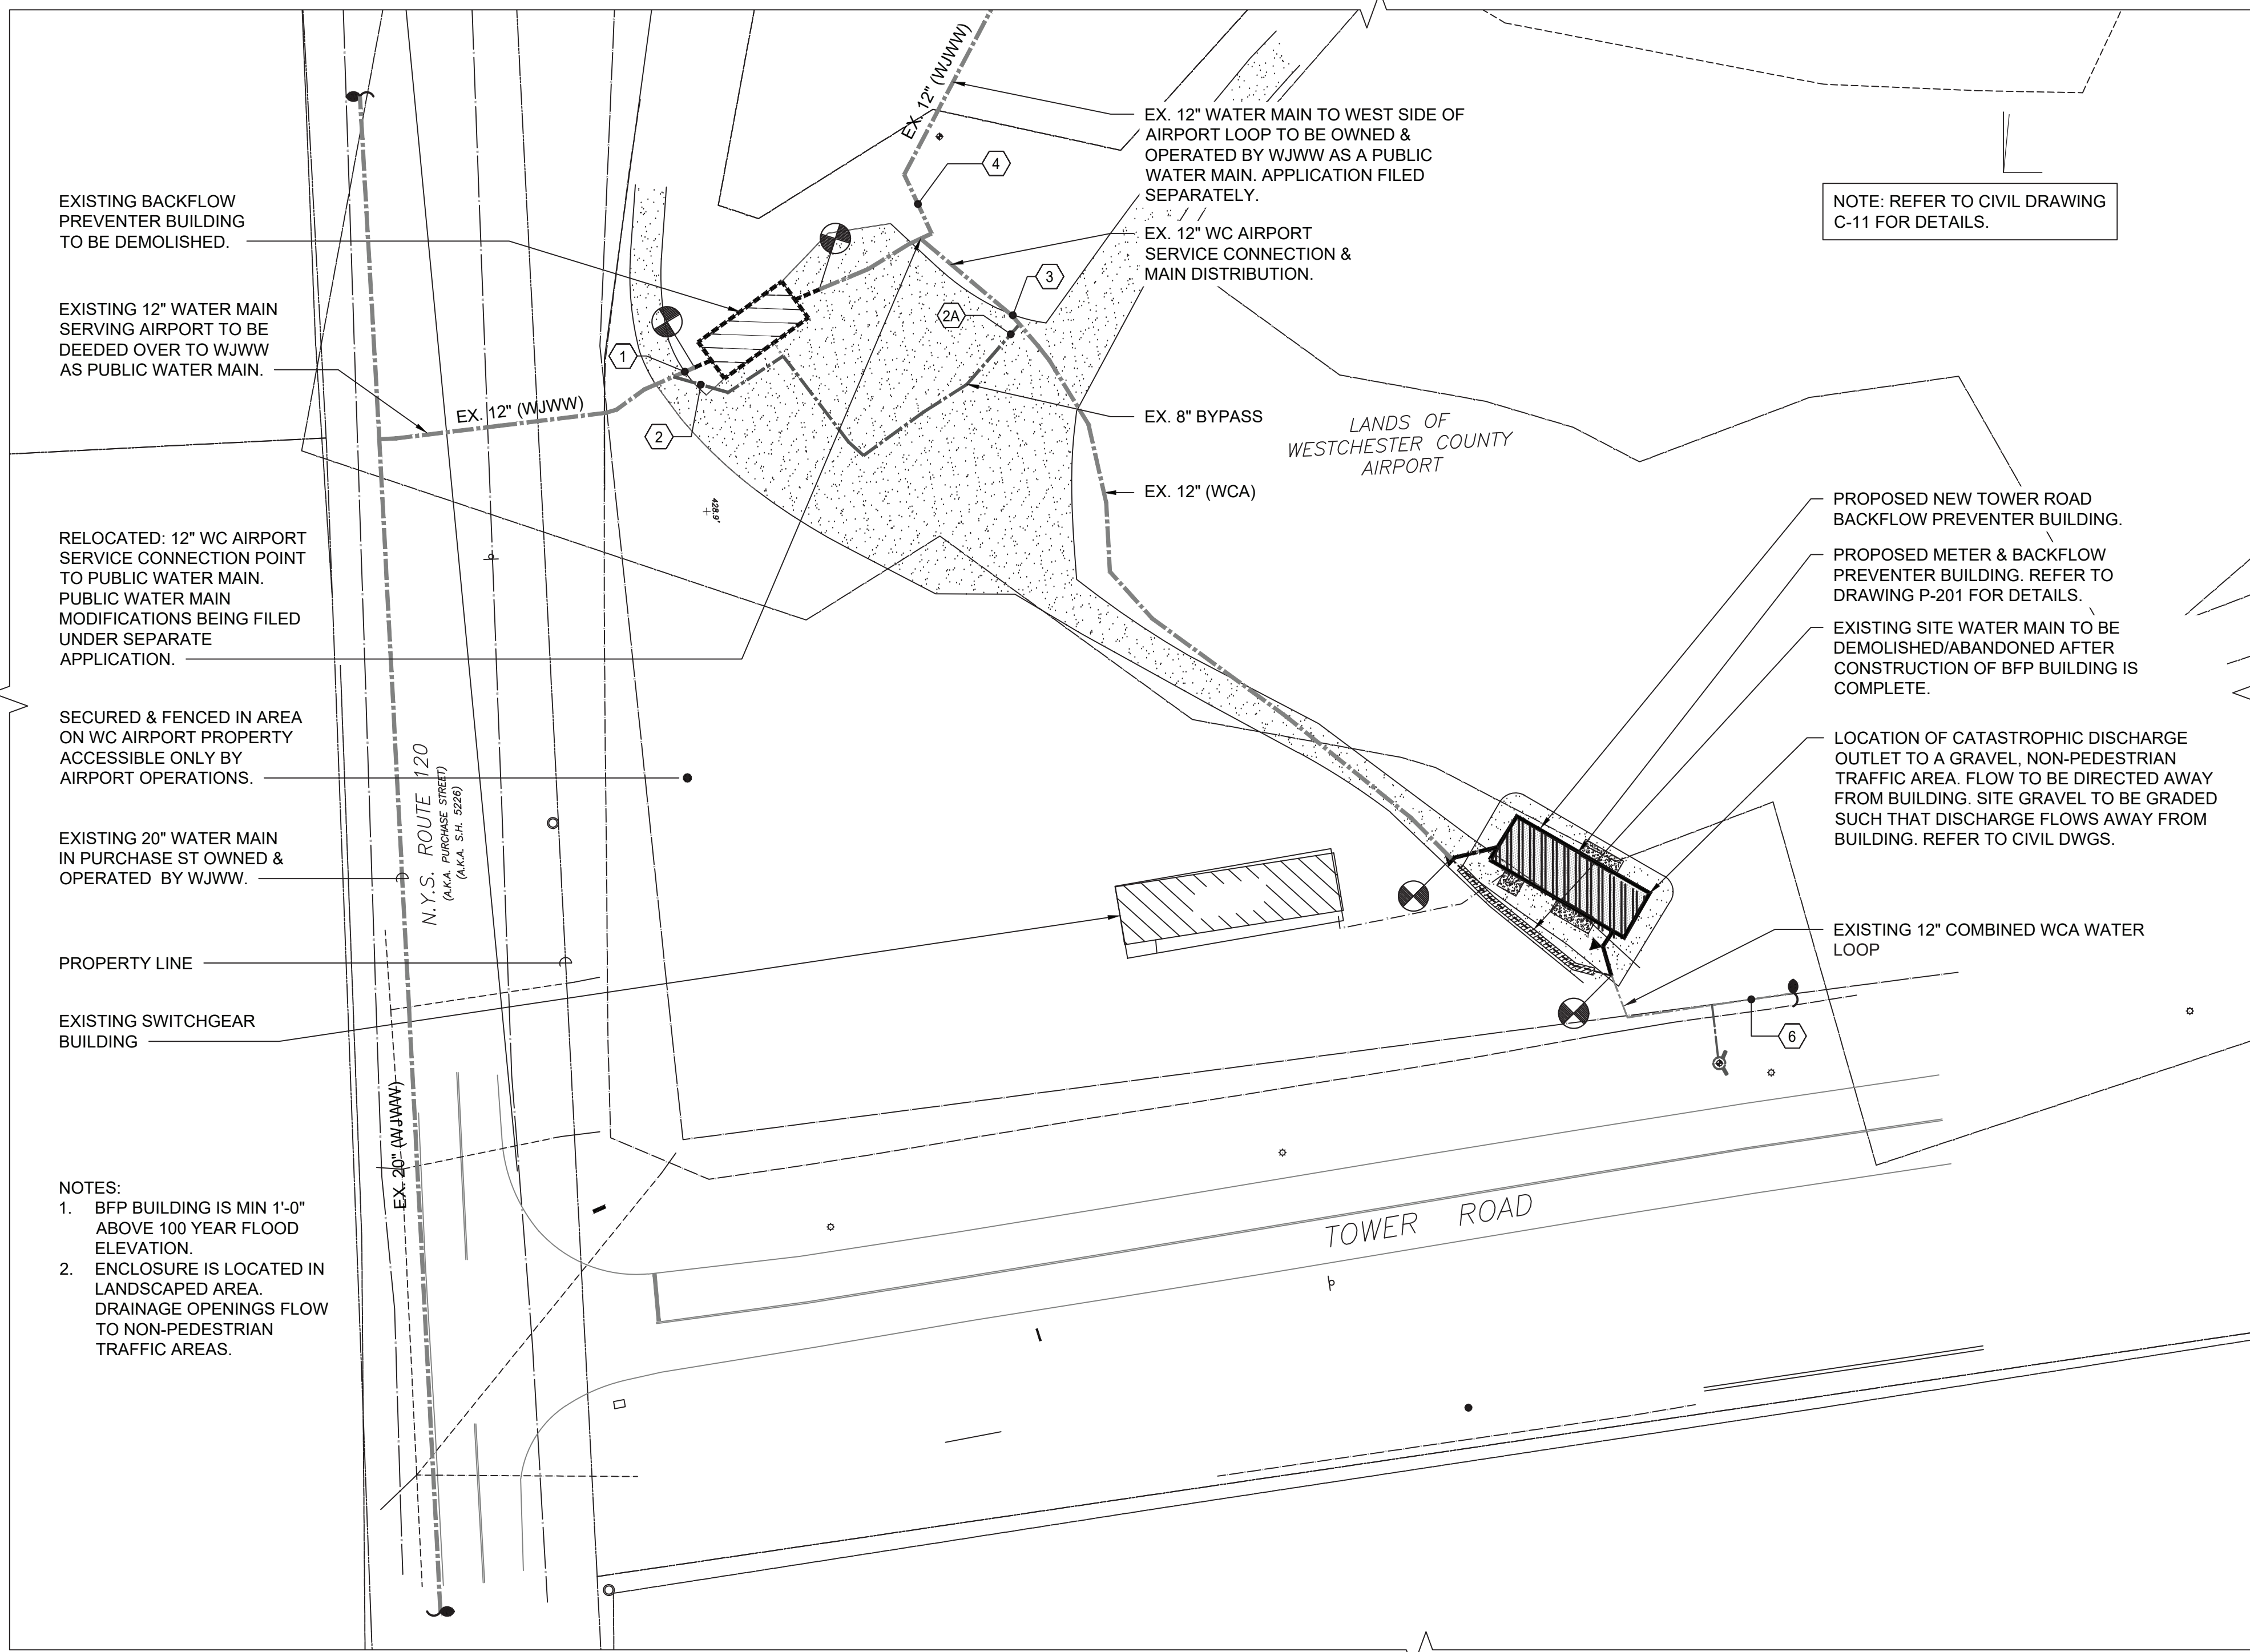 EX. 12" (WJWW)
EX. 12" WATER MAIN TO WEST SIDE OF
AIRPORT LOOP TO BE OWNED &
OPERATED BY WJWW AS A PUBLIC
WATER MAIN. APPLICATION FILED
SEPARATELY.
4
EXISTING BACKFLOW
PREVENTER BUILDING
TO BE DEMOLISHED.
NOTE: REFER TO CIVIL DRAWING
C-11 FOR DETAILS.
EX. 12" WC AIRPORT
SERVICE CONNECTION &
MAIN DISTRIBUTION.
3
2A
EXISTING 12" WATER MAIN
SERVING AIRPORT TO BE
DEEDED OVER TO WJWW
AS PUBLIC WATER MAIN.
1
EX. 12" (WJWW)
2
EX. 8" BYPASS
LANDS OF
WESTCHESTER COUNTY
AIRPORT
EX. 12" (WCA)
428.9'
RELOCATED: 12" WC AIRPORT
SERVICE CONNECTION POINT
TO PUBLIC WATER MAIN.
PUBLIC WATER MAIN
MODIFICATIONS BEING FILED
UNDER SEPARATE
APPLICATION.
PROPOSED NEW TOWER ROAD
BACKFLOW PREVENTER BUILDING.
PROPOSED METER & BACKFLOW
PREVENTER BUILDING. REFER TO
DRAWING P-201 FOR DETAILS.
EXISTING SITE WATER MAIN TO BE
DEMOLISHED/ABANDONED AFTER
CONSTRUCTION OF BFP BUILDING IS
COMPLETE.
SECURED & FENCED IN AREA
ON WC AIRPORT PROPERTY
ACCESSIBLE ONLY BY
AIRPORT OPERATIONS.
LOCATION OF CATASTROPHIC DISCHARGE
OUTLET TO A GRAVEL, NON-PEDESTRIAN
TRAFFIC AREA. FLOW TO BE DIRECTED AWAY
FROM BUILDING. SITE GRAVEL TO BE GRADED
SUCH THAT DISCHARGE FLOWS AWAY FROM
BUILDING. REFER TO CIVIL DWGS.
N.Y.S. ROUTE 120
(A.K.A. PURCHASE STREET)
(A.K.A. S.H. 5226)
EXISTING 20" WATER MAIN
IN PURCHASE ST OWNED &
OPERATED BY WJWW.
EXISTING 12" COMBINED WCA WATER
LOOP
PROPERTY LINE
EXISTING SWITCHGEAR
BUILDING
6
EX. 20" (WJWW)
NOTES:
1. BFP BUILDING IS MIN 1'-0"
ABOVE 100 YEAR FLOOD
ELEVATION.
2. ENCLOSURE IS LOCATED IN
LANDSCAPED AREA.
DRAINAGE OPENINGS FLOW
TO NON-PEDESTRIAN
TRAFFIC AREAS.
TOWER ROAD